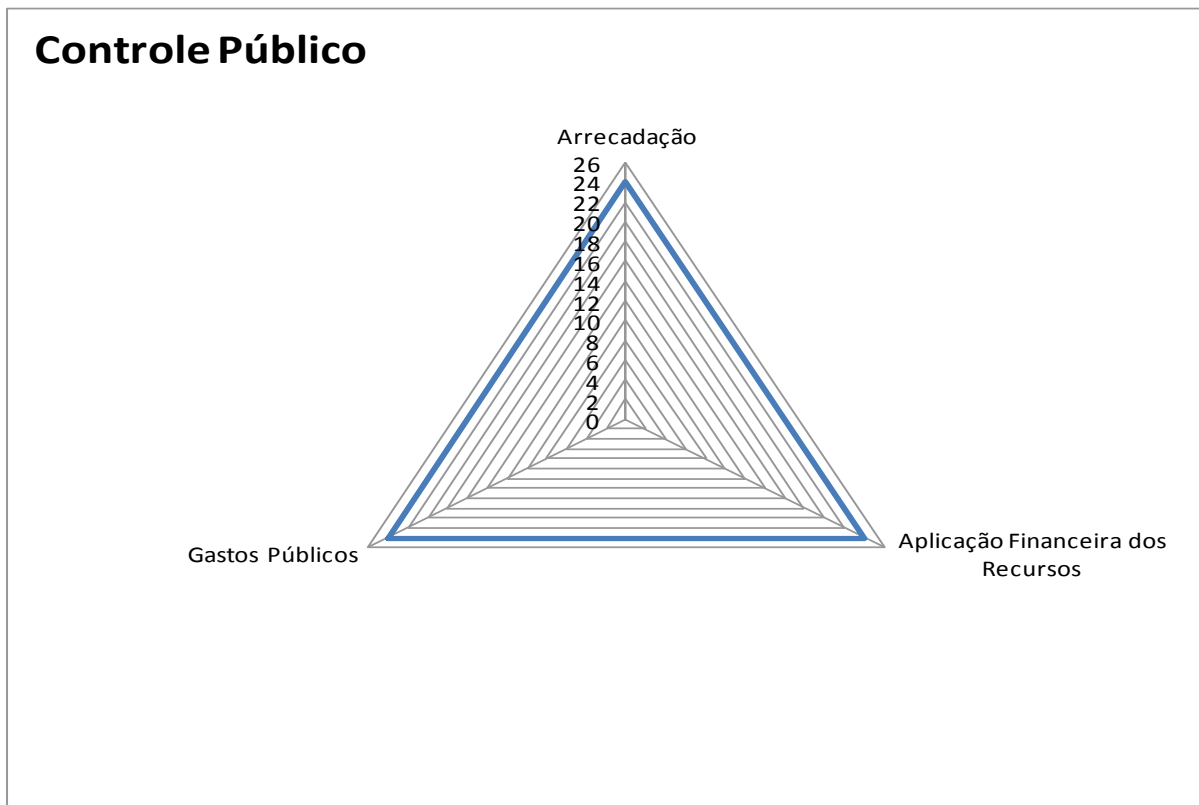 Controle Público
Arrecadação
26
24
22
20
18
16
14
12
10
8
6
4
2
0
Gastos Públicos
Aplicação Financeira dos
Recursos